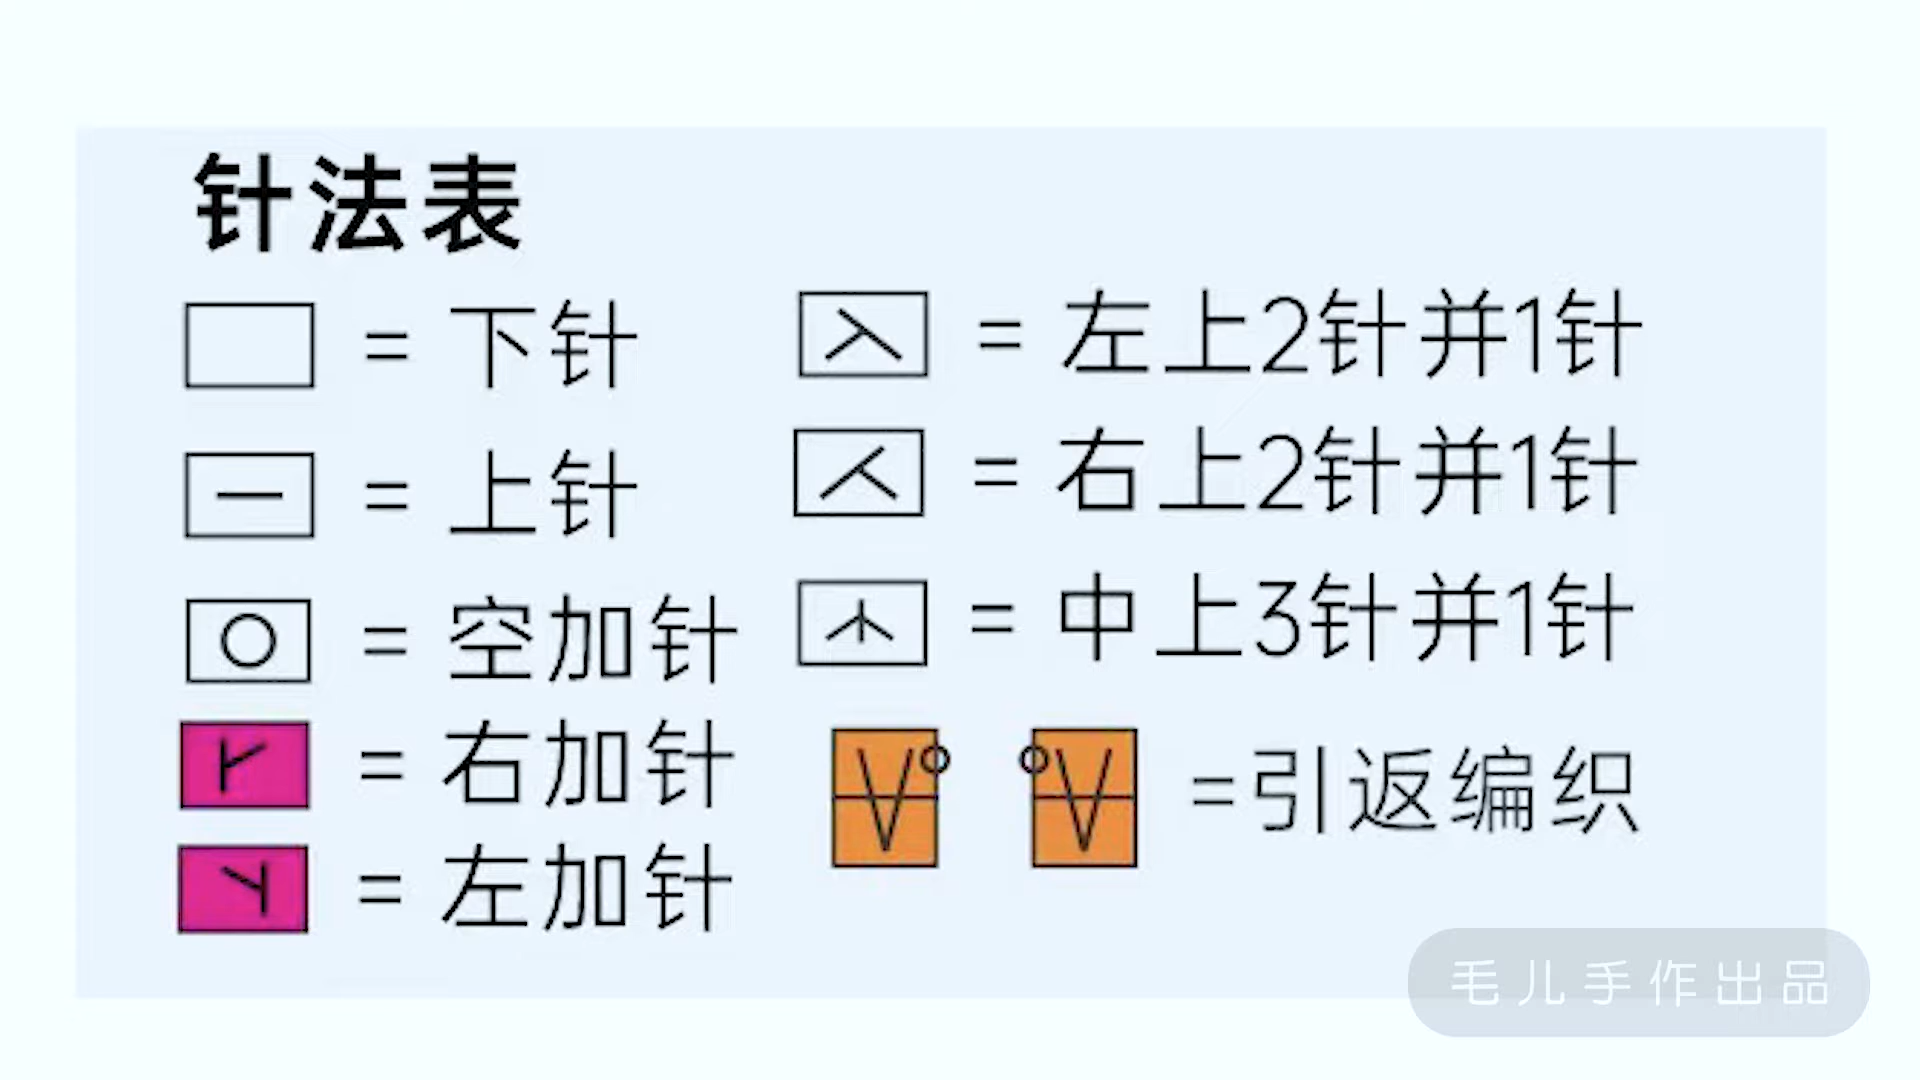 针法表
= 下针
= 上针
= 空加针
= 右加针
= 左加针
= 左上2针并1针
= 右上2针并1针
= 中上3针并1针
=引返编织
毛儿手作出品